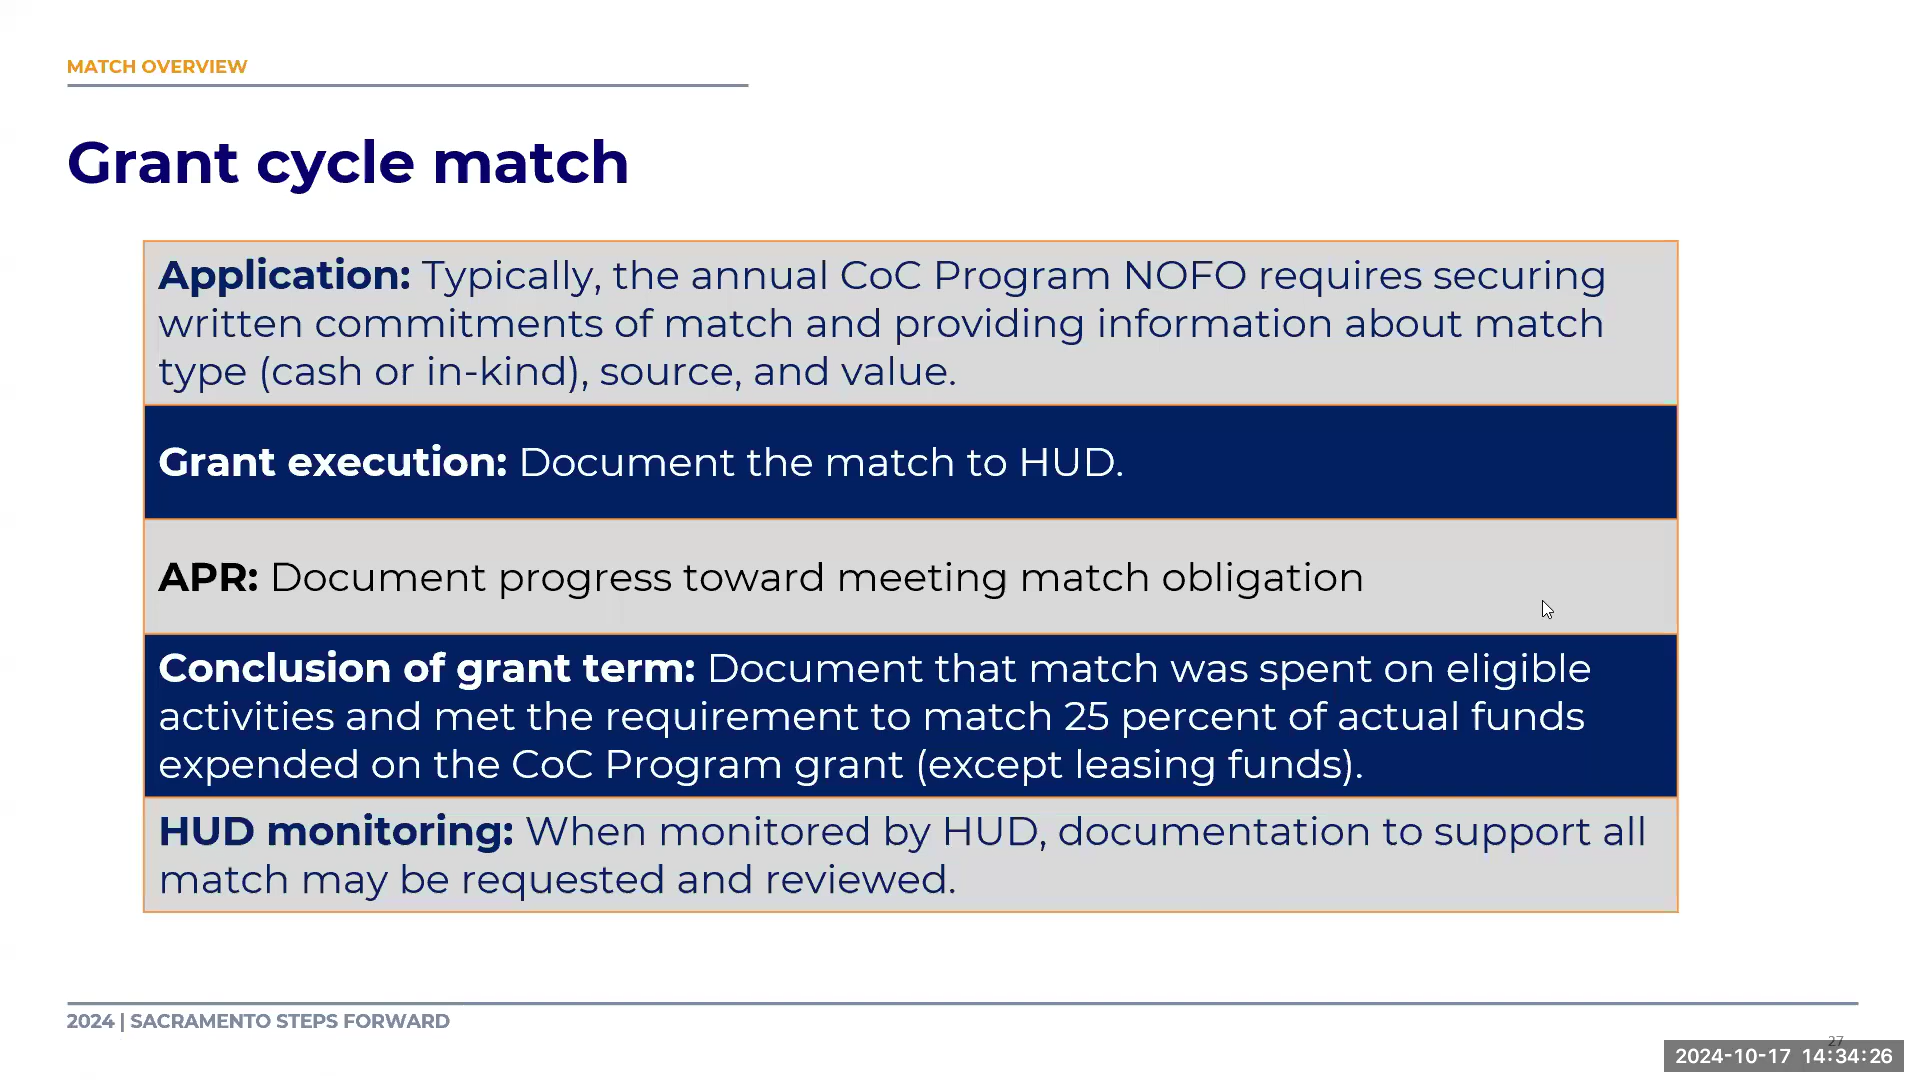 MATCH OVERVIEW
Grant cycle match
Application: Typically, the annual CoC Program NOFO requires securing
written commitments of match and providing information about match
type (cash or in-kind), source, and value.
Grant execution: Document the match to HUD.
APR: Document progress toward meeting match obligation
Conclusion of grant term: Document that match was spent on eligible
activities and met the requirement to match 25 percent of actual funds
expended on the CoC Program grant (except leasing funds).
HUD monitoring: When monitored by HUD, documentation to support all
match may be requested and reviewed.
2024 | SACRAMENTO STEPS FORWARD
27
2024-10-17 14:34:26